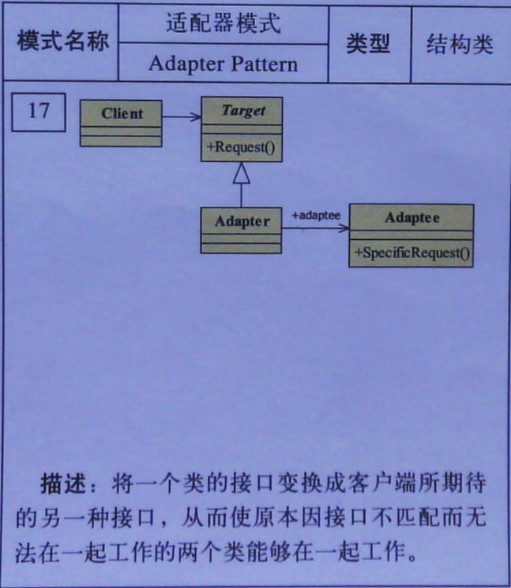 模式名称
适配器模式
Adapter Pattern
类型
结构类
17
Client
Target
+Request()
Adapter
+adaptee
Adaptee
+SpecificRequest()
描述：将一个类的接口变换成客户端所期待
的另一种接口，从而使原本因接口不匹配而无
法在一起工作的两个类能够在一起工作。